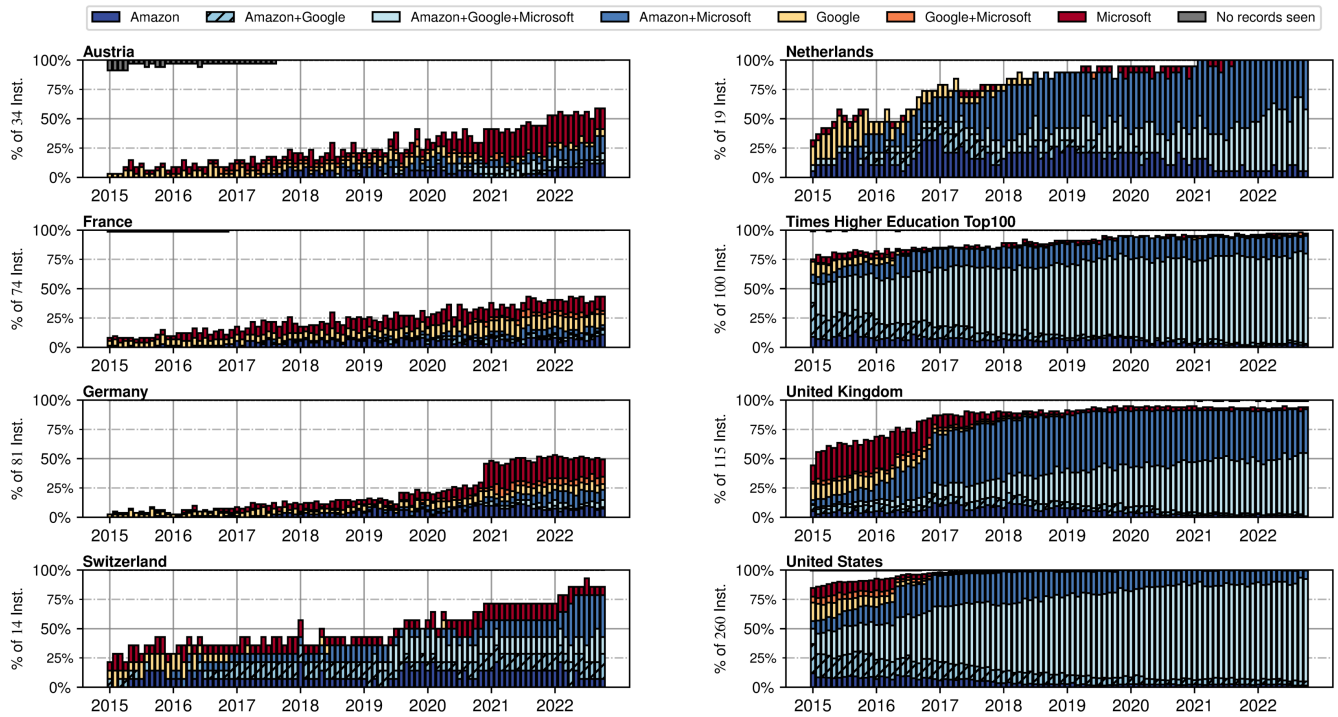 Amazon Amazon+Google Amazon+Google+Microsoft Amazon+Microsoft Google Google+Microsoft Microsoft No records seen
Austria
100%
75%
50%
25%
0%
% of 34 Inst.
2015 2016 2017 2018 2019 2020 2021 2022
Netherlands
100%
75%
50%
25%
0%
% of 19 Inst.
2015 2016 2017 2018 2019 2020 2021 2022
France
100%
75%
50%
25%
0%
% of 74 Inst.
2015 2016 2017 2018 2019 2020 2021 2022
Times Higher Education Top100
100%
75%
50%
25%
0%
% of 100 Inst.
2015 2016 2017 2018 2019 2020 2021 2022
Germany
100%
75%
50%
25%
0%
% of 81 Inst.
2015 2016 2017 2018 2019 2020 2021 2022
United Kingdom
100%
75%
50%
25%
0%
% of 115 Inst.
2015 2016 2017 2018 2019 2020 2021 2022
Switzerland
100%
75%
50%
25%
0%
% of 14 Inst.
2015 2016 2017 2018 2019 2020 2021 2022
United States
100%
75%
50%
25%
0%
% of 260 Inst.
2015 2016 2017 2018 2019 2020 2021 2022